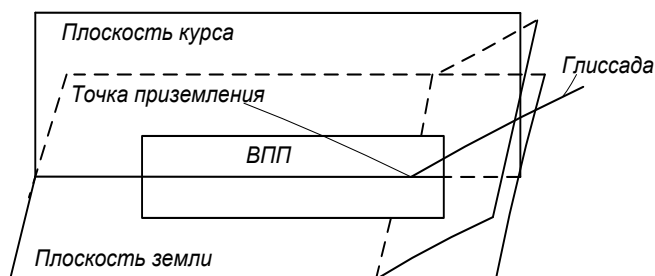 Плоскость курса
Глиссада
Точка приземления
ВПП
Плоскость земли